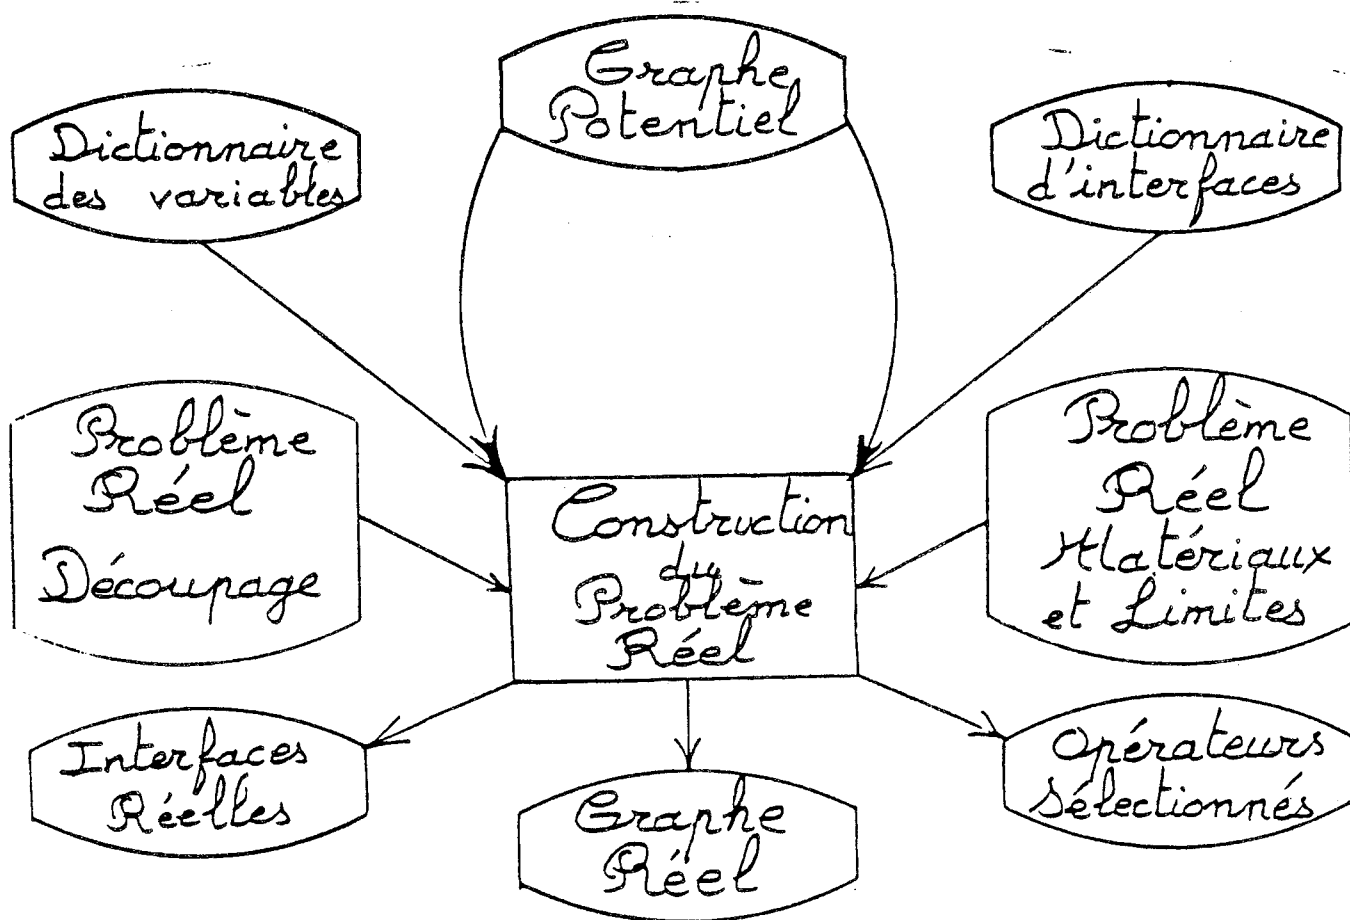 Graphe
Potentiel
Dictionnaire
des variables
Dictionnaire
d'interfaces
Problème
Réel
Découpage
Construction
du
Problème
Réel
Problème
Réel
Matériaux
et Limites
Interfaces
Réelles
Graphe
Réel
Opérateurs
Sélectionnés